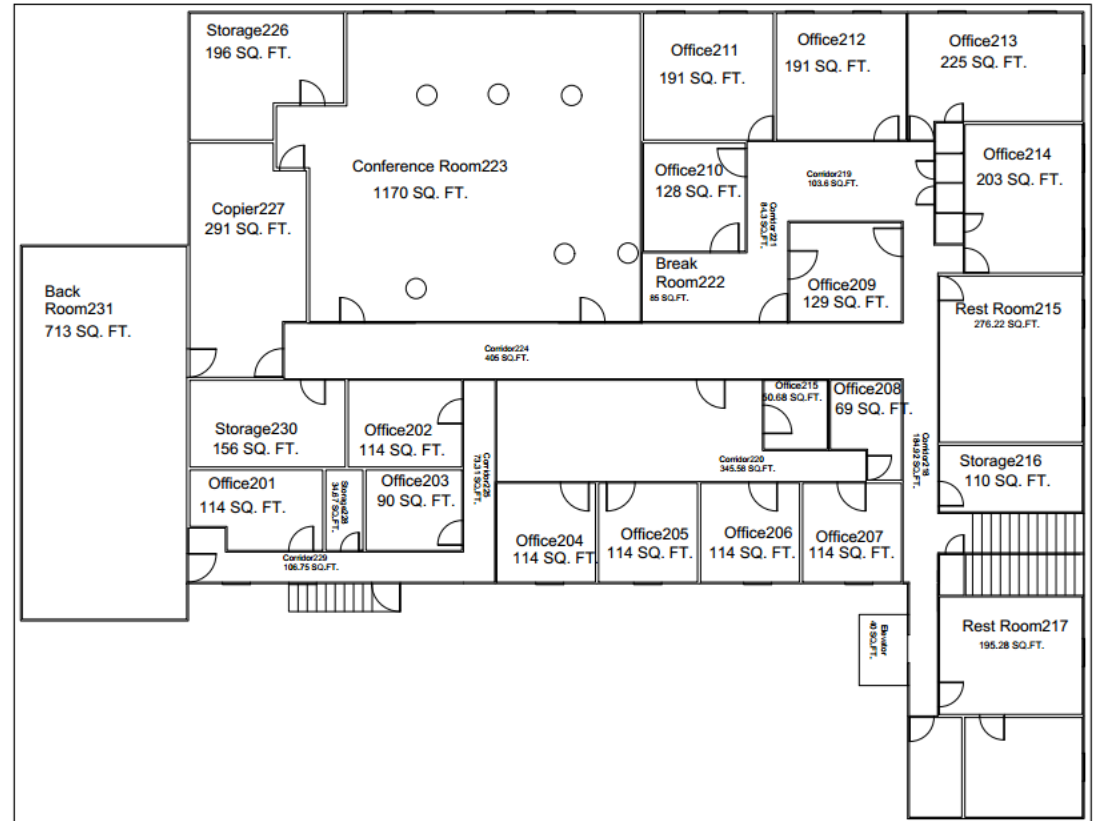 Storage226
196 SQ. FT.
Office211
191 SQ. FT.
Office212
191 SQ. FT.
Office213
225 SQ. FT.
Conference Room223
1170 SQ. FT.
Office210
128 SQ. FT.
Corridor219
103.6 SQ.FT.
Office214
203 SQ. FT.
Copier227
291 SQ. FT.
Corridor221
84.3 SQ.FT.
Break
Room222
85 SQ.FT.
Office209
129 SQ. FT.
Back
Room231
713 SQ. FT.
Rest Room215
276.22 SQ.FT.
Corridor224
405 SQ.FT.
Office215
50.68 SQ.FT.
Office208
69 SQ. FT.
Storage230
156 SQ. FT.
Office202
114 SQ. FT.
Corridor225
73.31 SQ.FT.
Corridor220
345.58 SQ.FT.
Corridor218
184.92 SQ.FT.
Storage216
110 SQ. FT.
Office201
114 SQ. FT.
Storage228
34.67 SQ.FT.
Office203
90 SQ. FT.
Office204
114 SQ. FT.
Office205
114 SQ. FT.
Office206
114 SQ. FT.
Office207
114 SQ. FT.
Corridor229
106.75 SQ.FT.
Elevator
40 SQ.FT.
Rest Room217
195.28 SQ.FT.